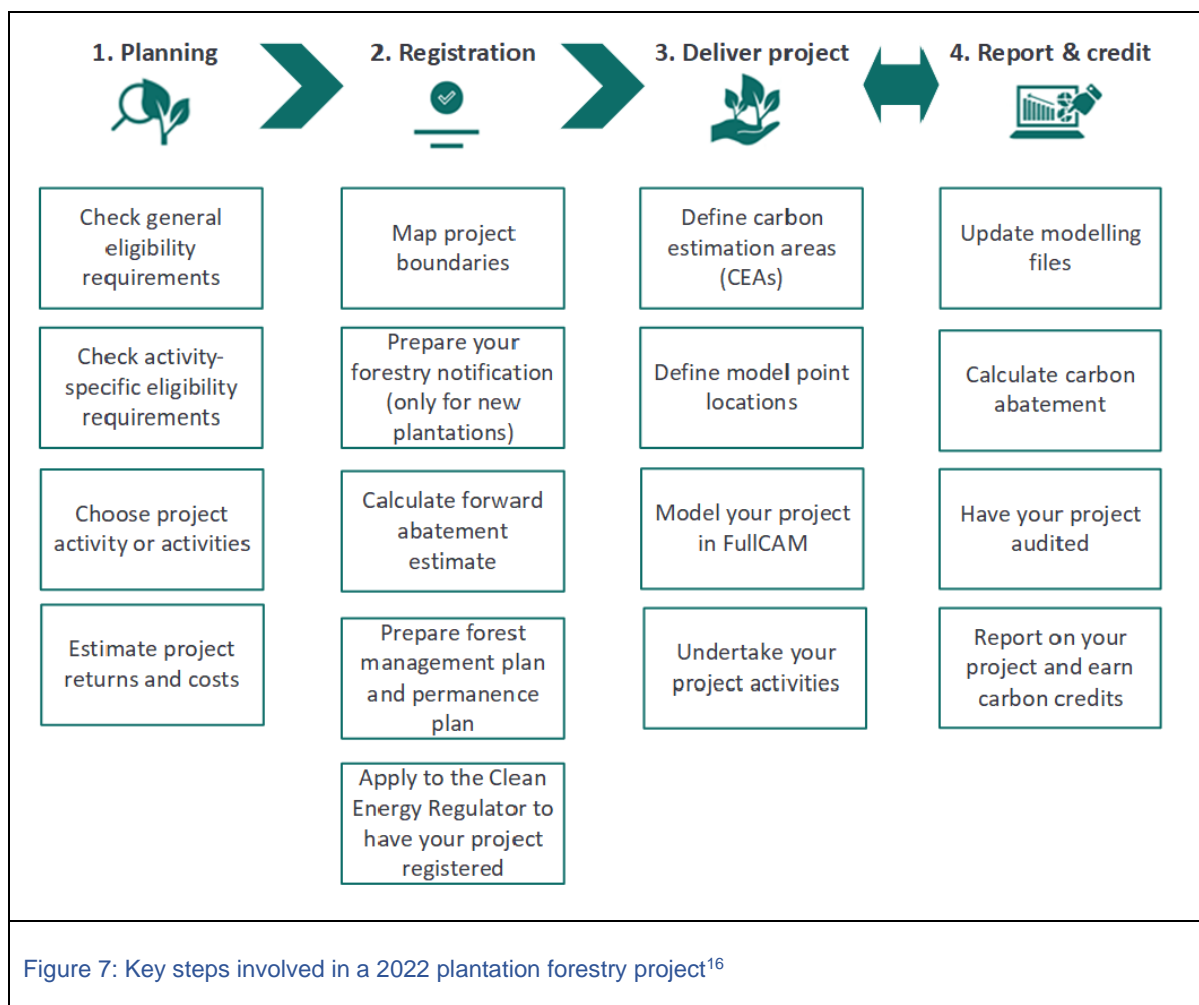 1. Planning
2. Registration
3. Deliver project
4. Report & credit
Check general
eligibility
requirements
Check activity-
specific eligibility
requirements
Choose project
activity or activities
Estimate project
returns and costs
Map project
boundaries
Prepare your
forestry notification
(only for new
plantations)
Calculate forward
abatement
estimate
Prepare forest
management plan
and permanence
plan
Apply to the Clean
Energy Regulator to
have your project
registered
Define carbon
estimation areas
(CEAs)
Define model point
locations
Model your project
in FullCAM
Undertake your
project activities
Update modelling
files
Calculate carbon
abatement
Have your project
audited
Report on your
project and earn
carbon credits
Figure 7: Key steps involved in a 2022 plantation forestry project16